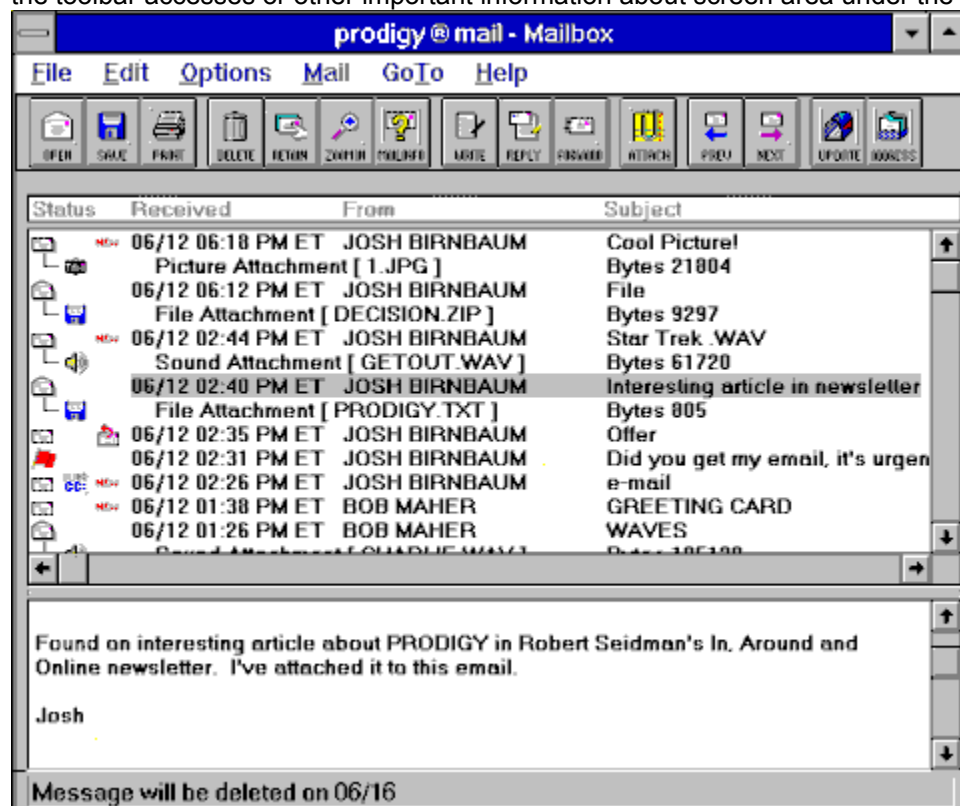 the toolbar accesses or other important information about screen area under the
prodigy ® mail - Mailbox
File Edit Options Mail GoTo Help
OPEN SAVE PRINT DELETE RETAIN ZOOM IN MAILINFO WRITE REPLY FORWARD ATTACH PREV NEXT UPDATE ADDRESS
Status Received From Subject
NEW 06/12 06:18 PM ET JOSH BIRNBAUM Cool Picture!
Picture Attachment [ 1.JPG ] Bytes 21804
06/12 06:12 PM ET JOSH BIRNBAUM File
File Attachment [ DECISION.ZIP ] Bytes 9297
NEW 06/12 02:44 PM ET JOSH BIRNBAUM Star Trek .WAV
Sound Attachment [ GETOUT.WAV ] Bytes 61720
06/12 02:40 PM ET JOSH BIRNBAUM Interesting article in newsletter
File Attachment [ PRODIGY.TXT ] Bytes 805
06/12 02:35 PM ET JOSH BIRNBAUM Offer
06/12 02:31 PM ET JOSH BIRNBAUM Did you get my email, it's urgen
CC: NEW 06/12 02:26 PM ET JOSH BIRNBAUM e-mail
NEW 06/12 01:38 PM ET BOB MAHER GREETING CARD
06/12 01:26 PM ET BOB MAHER WAVES
Sound Attachment [ CHARLIE.WAV ] Bytes
Found an interesting article about PRODIGY in Robert Seidman's In, Around and
Online newsletter. I've attached it to this email.
Josh
Message will be deleted on 06/16